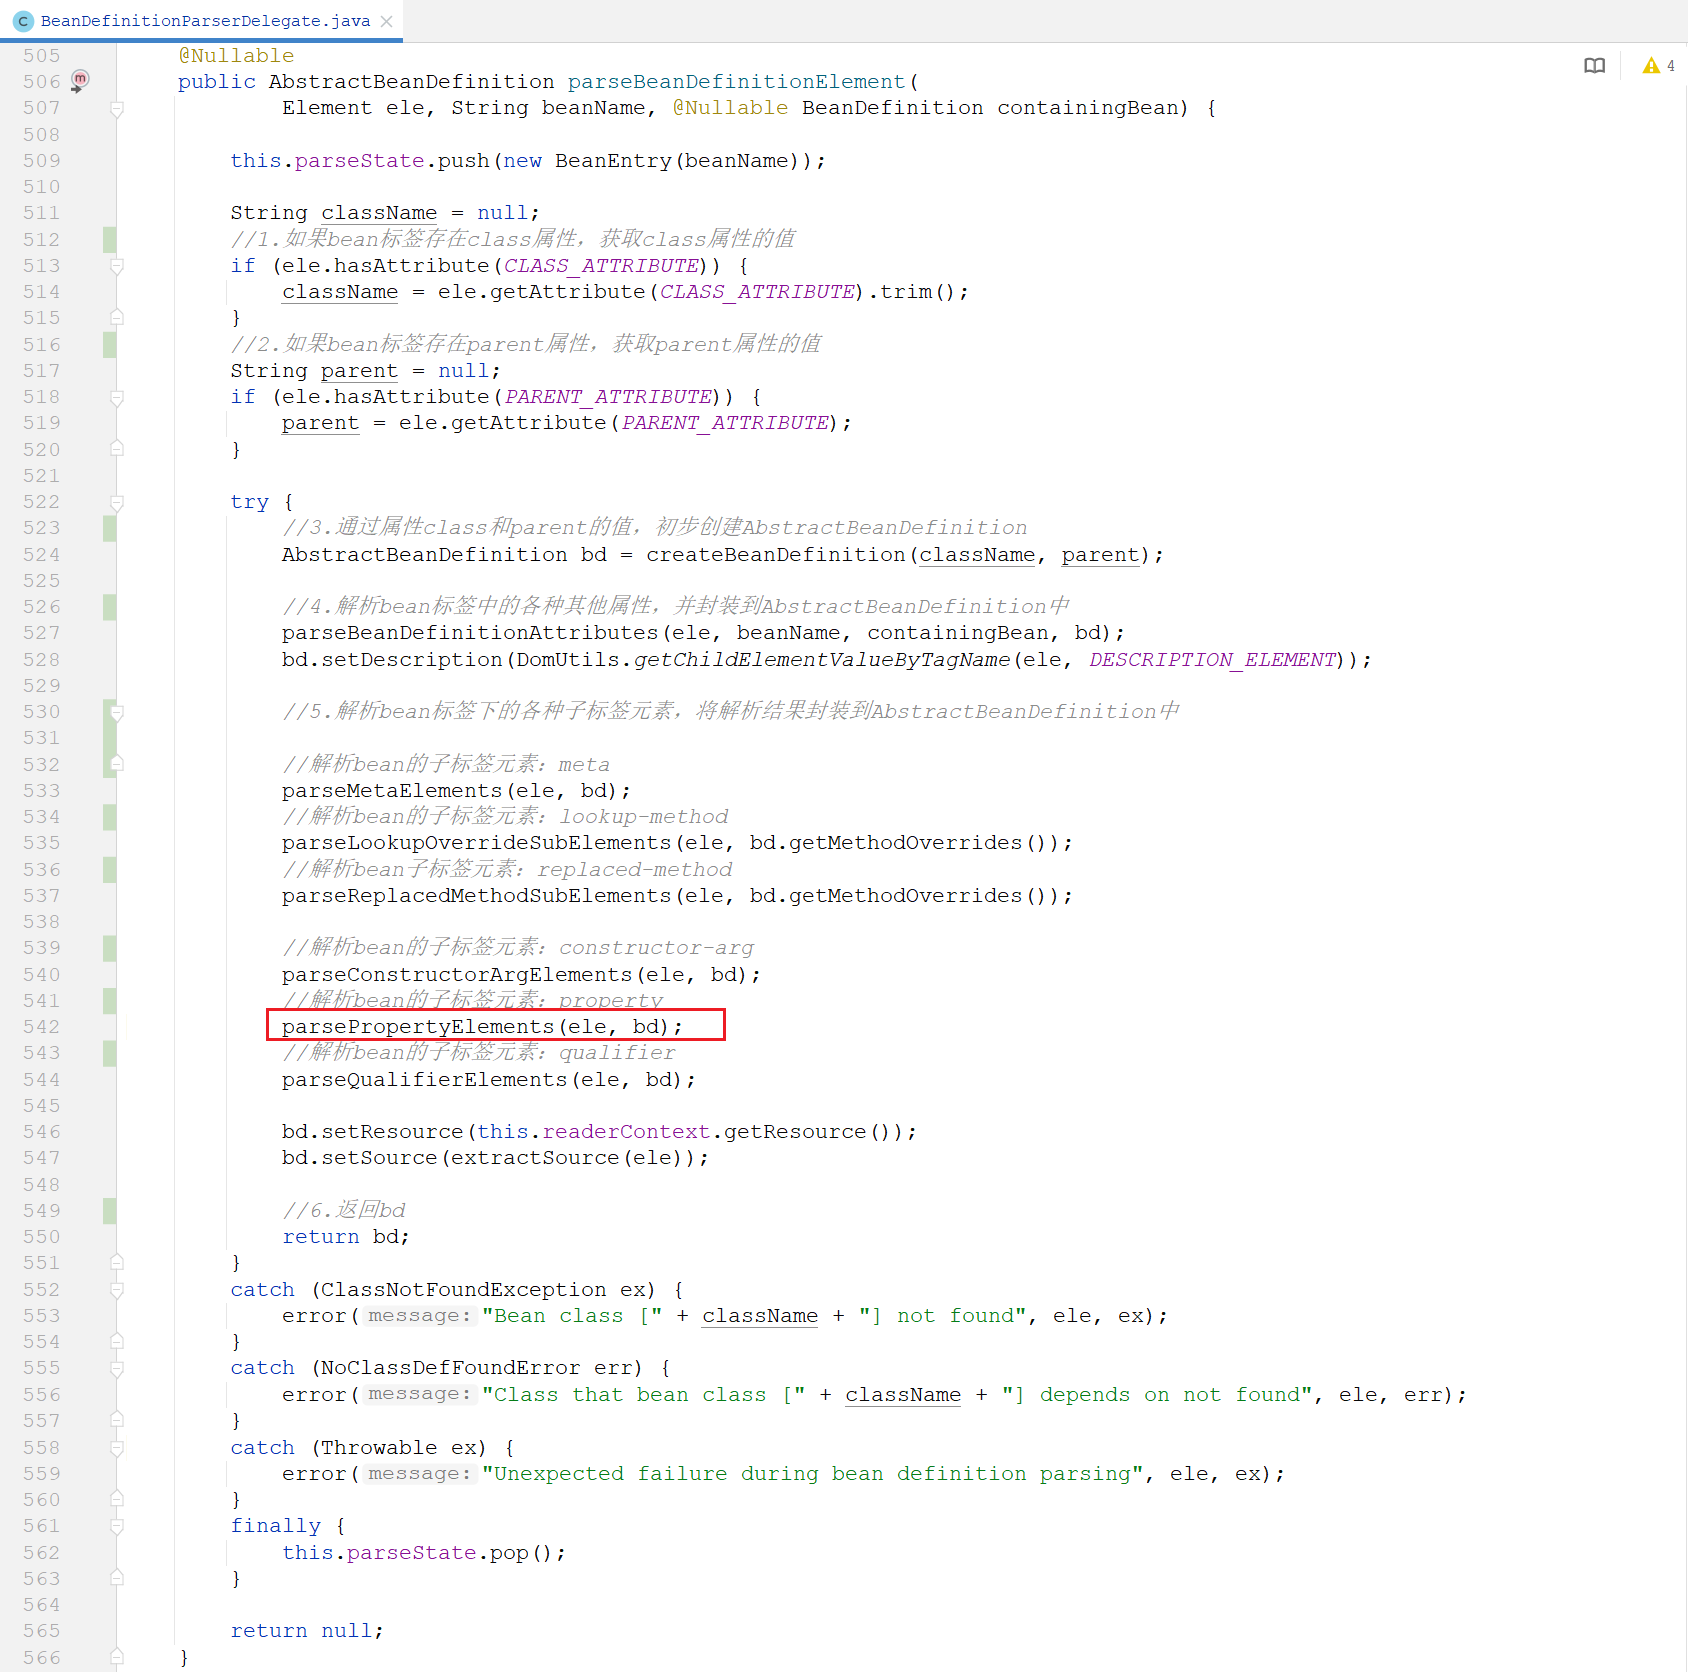 BeanDefinitionParserDelegate.java
4
505 @Nullable
506 public AbstractBeanDefinition parseBeanDefinitionElement(
507 Element ele, String beanName, @Nullable BeanDefinition containingBean) {
508
509 this.parseState.push(new BeanEntry(beanName));
510
511 String className = null;
512 //1.如果bean标签存在class属性，获取class属性的值
513 if (ele.hasAttribute(CLASS_ATTRIBUTE)) {
514 className = ele.getAttribute(CLASS_ATTRIBUTE).trim();
515 }
516 //2.如果bean标签存在parent属性，获取parent属性的值
517 String parent = null;
518 if (ele.hasAttribute(PARENT_ATTRIBUTE)) {
519 parent = ele.getAttribute(PARENT_ATTRIBUTE);
520 }
521
522 try {
523 //3.通过属性class和parent的值，初步创建AbstractBeanDefinition
524 AbstractBeanDefinition bd = createBeanDefinition(className, parent);
525
526 //4.解析bean标签中的各种其他属性，并封装到AbstractBeanDefinition中
527 parseBeanDefinitionAttributes(ele, beanName, containingBean, bd);
528 bd.setDescription(DomUtils.getChildElementValueByTagName(ele, DESCRIPTION_ELEMENT));
529
530 //5.解析bean标签下的各种子标签元素，将解析结果封装到AbstractBeanDefinition中
531
532 //解析bean的子标签元素：meta
533 parseMetaElements(ele, bd);
534 //解析bean的子标签元素：lookup-method
535 parseLookupOverrideSubElements(ele, bd.getMethodOverrides());
536 //解析bean子标签元素：replaced-method
537 parseReplacedMethodSubElements(ele, bd.getMethodOverrides());
538
539 //解析bean的子标签元素：constructor-arg
540 parseConstructorArgElements(ele, bd);
541 //解析bean的子标签元素：property
542 parsePropertyElements(ele, bd);
543 //解析bean的子标签元素：qualifier
544 parseQualifierElements(ele, bd);
545
546 bd.setResource(this.readerContext.getResource());
547 bd.setSource(extractSource(ele));
548
549 //6.返回bd
550 return bd;
551 }
552 catch (ClassNotFoundException ex) {
553 error( message: "Bean class [" + className + "] not found", ele, ex);
554 }
555 catch (NoClassDefFoundError err) {
556 error( message: "Class that bean class [" + className + "] depends on not found", ele, err);
557 }
558 catch (Throwable ex) {
559 error( message: "Unexpected failure during bean definition parsing", ele, ex);
560 }
561 finally {
562 this.parseState.pop();
563 }
564
565 return null;
566 }